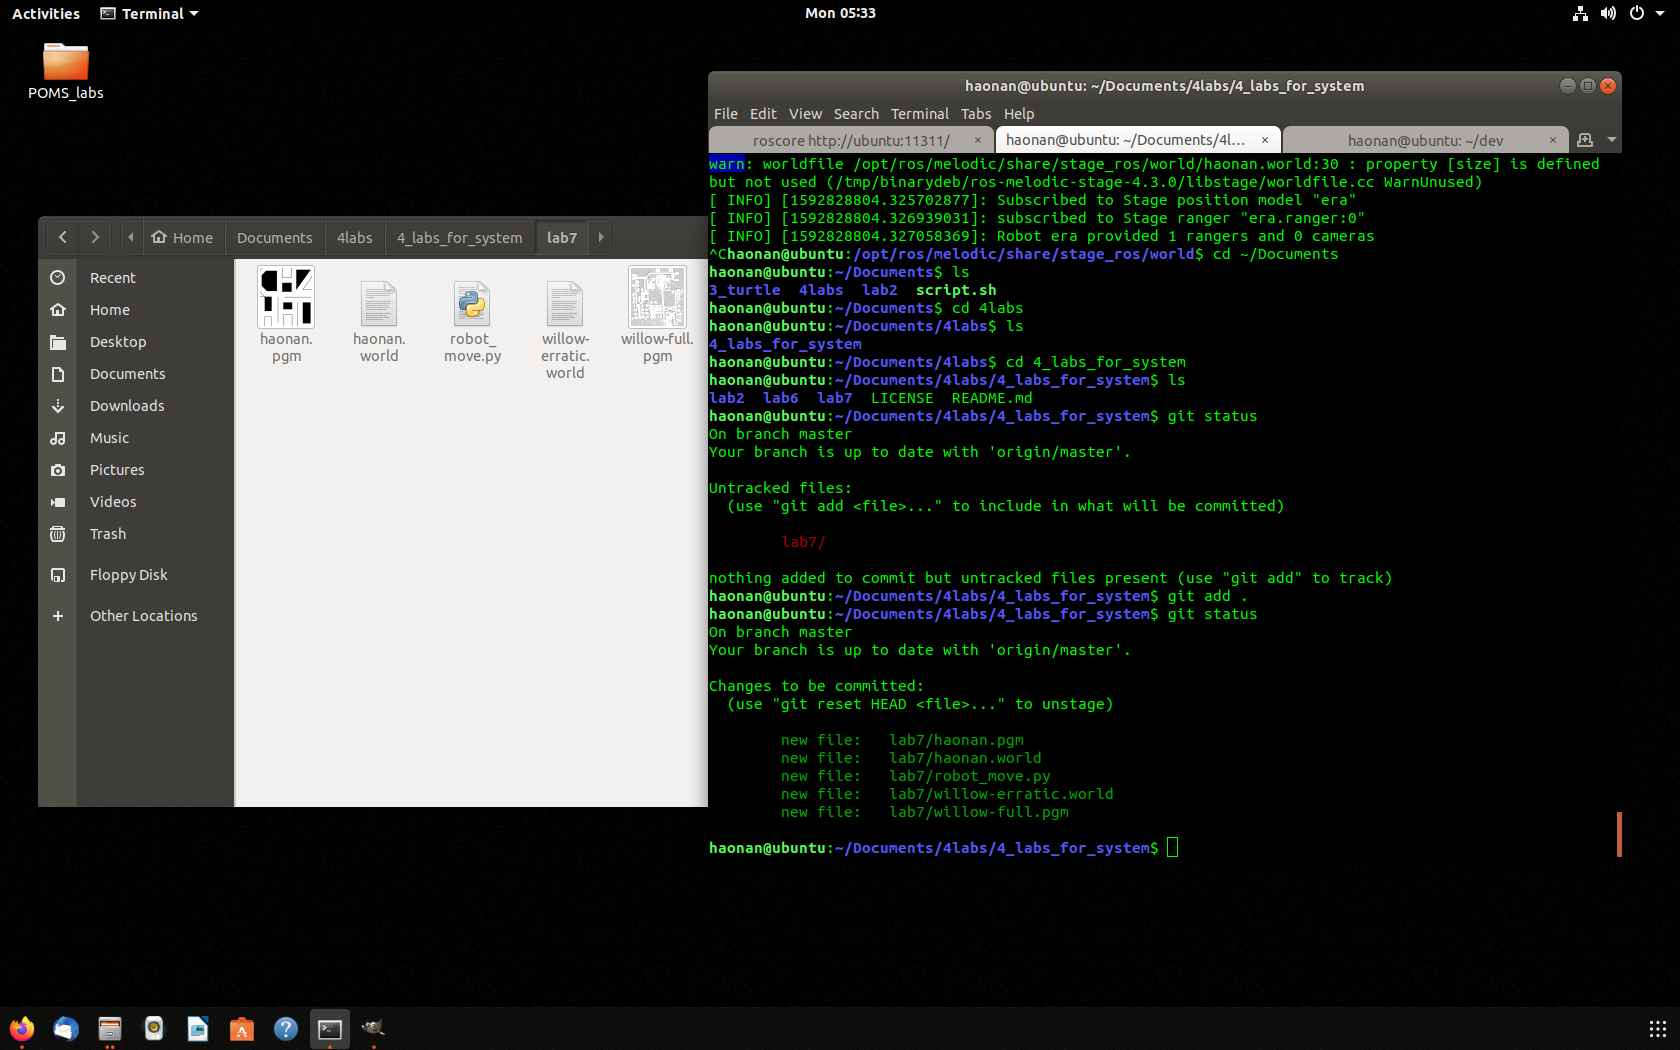 Activities
Terminal
Mon 05:33
POMS_labs
Home
Documents
4labs
4_labs_for_system
lab7
Recent
Home
Desktop
Documents
Downloads
Music
Pictures
Videos
Trash
Floppy Disk
Other Locations
haonan.
pgm
haonan.
world
robot_
move.py
willow-
erratic.
world
willow-full.
pgm
haonan@ubuntu: ~/Documents/4labs/4_labs_for_system
File Edit View Search Terminal Tabs Help
roscore http://ubuntu:11311/
haonan@ubuntu: ~/Documents/4l...
haonan@ubuntu: ~/dev
warn: worldfile /opt/ros/melodic/share/stage_ros/world/haonan.world:30 : property [size] is defined
but not used (/tmp/binarydeb/ros-melodic-stage-4.3.0/libstage/worldfile.cc WarnUnused)
[ INFO] [1592828804.325702877]: Subscribed to Stage position model "era"
[ INFO] [1592828804.326939031]: subscribed to Stage ranger "era.ranger:0"
[ INFO] [1592828804.327058369]: Robot era provided 1 rangers and 0 cameras
^Chaonan@ubuntu:/opt/ros/melodic/share/stage_ros/world$ cd ~/Documents
haonan@ubuntu:~/Documents$ ls
3_turtle  4labs  lab2  script.sh
haonan@ubuntu:~/Documents$ cd 4labs
haonan@ubuntu:~/Documents/4labs$ ls
4_labs_for_system
haonan@ubuntu:~/Documents/4labs$ cd 4_labs_for_system
haonan@ubuntu:~/Documents/4labs/4_labs_for_system$ ls
lab2  lab6  lab7  LICENSE  README.md
haonan@ubuntu:~/Documents/4labs/4_labs_for_system$ git status
On branch master
Your branch is up to date with 'origin/master'.
Untracked files:
(use "git add <file>..." to include in what will be committed)
lab7/
nothing added to commit but untracked files present (use "git add" to track)
haonan@ubuntu:~/Documents/4labs/4_labs_for_system$ git add .
haonan@ubuntu:~/Documents/4labs/4_labs_for_system$ git status
On branch master
Your branch is up to date with 'origin/master'.
Changes to be committed:
(use "git reset HEAD <file>..." to unstage)
new file:   lab7/haonan.pgm
new file:   lab7/haonan.world
new file:   lab7/robot_move.py
new file:   lab7/willow-erratic.world
new file:   lab7/willow-full.pgm
haonan@ubuntu:~/Documents/4labs/4_labs_for_system$